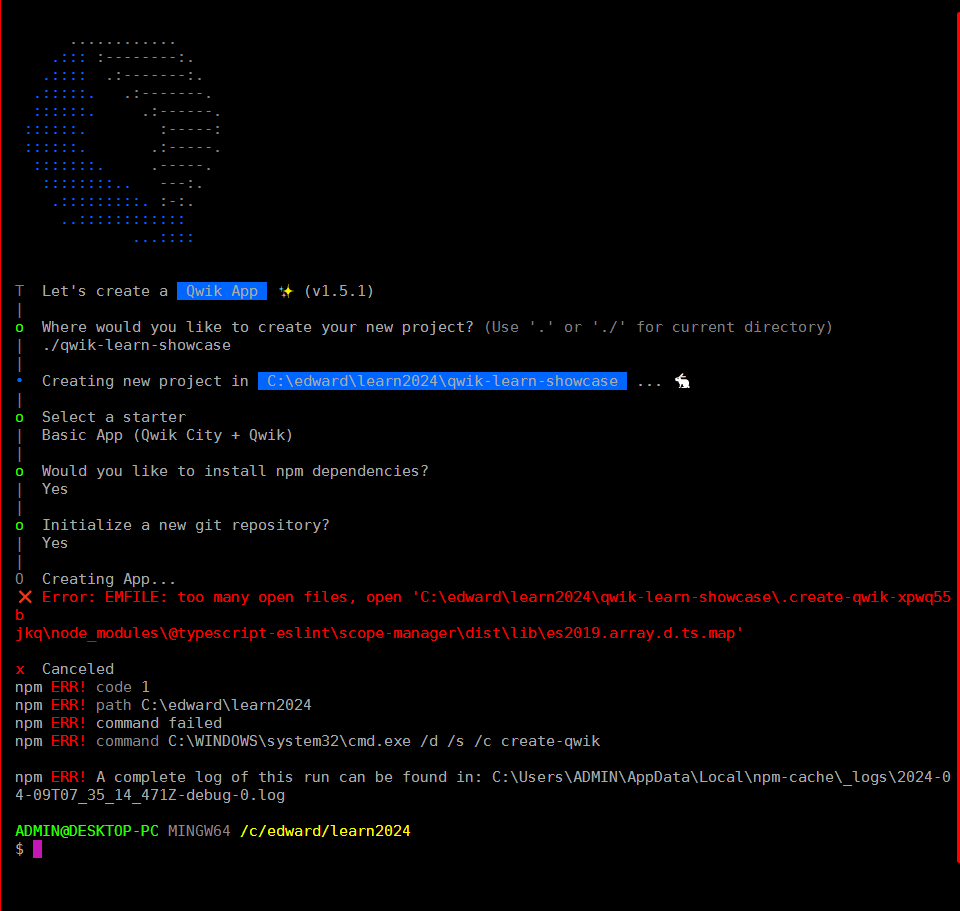 ............
.::: :--------:.
.:::: .:-------:.
.:::::. .:-------.
::::::. .:------.
::::::. :-----:
::::::. .:-----.
:::::::. .-----.
::::::::.. ---:.
.:::::::::. :-:.
..::::::::::::
...::::
T Let's create a Qwik App ✨ (v1.5.1)
|
o Where would you like to create your new project? (Use '.' or './' for current directory)
| ./qwik-learn-showcase
|
• Creating new project in C:\edward\learn2024\qwik-learn-showcase ... 🐇
|
o Select a starter
| Basic App (Qwik City + Qwik)
|
o Would you like to install npm dependencies?
| Yes
|
o Initialize a new git repository?
| Yes
|
O Creating App...
❌ Error: EMFILE: too many open files, open 'C:\edward\learn2024\qwik-learn-showcase\.create-qwik-xpwq55
b
jkq\node_modules\@typescript-eslint\scope-manager\dist\lib\es2019.array.d.ts.map'
x Canceled
npm ERR! code 1
npm ERR! path C:\edward\learn2024
npm ERR! command failed
npm ERR! command C:\WINDOWS\system32\cmd.exe /d /s /c create-qwik
npm ERR! A complete log of this run can be found in: C:\Users\ADMIN\AppData\Local\npm-cache\_logs\2024-0
4-09T07_35_14_471Z-debug-0.log
ADMIN@DESKTOP-PC MINGW64 /c/edward/learn2024
$